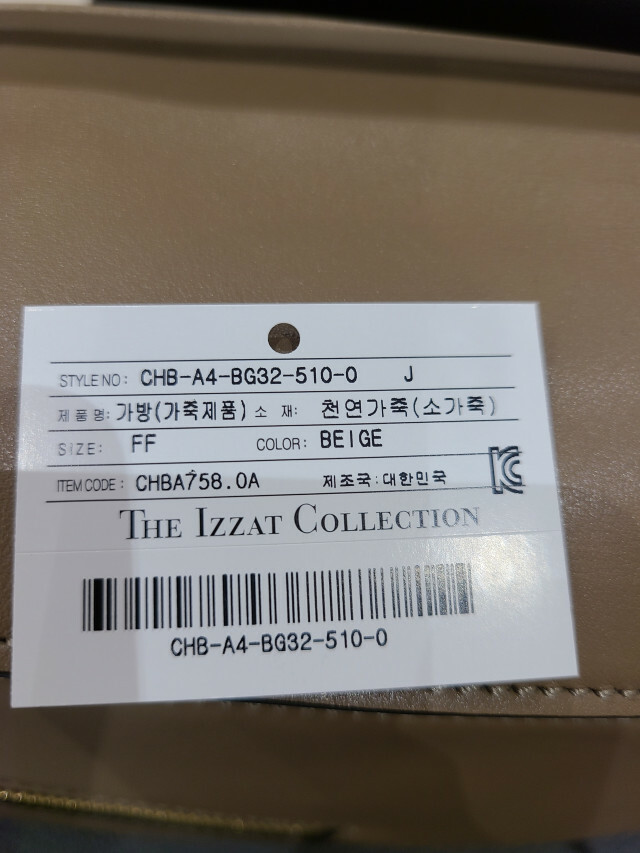 STYLE NO: CHB-A4-BG32-510-0 J
제 품 명: 가방(가죽제품) 소 재: 천연가죽(소가죽)
SIZE: FF COLOR: BEIGE
ITEM CODE: CHBA758.0A 제조국:대한민국
THE IZZAT COLLECTION
CHB-A4-BG32-510-0